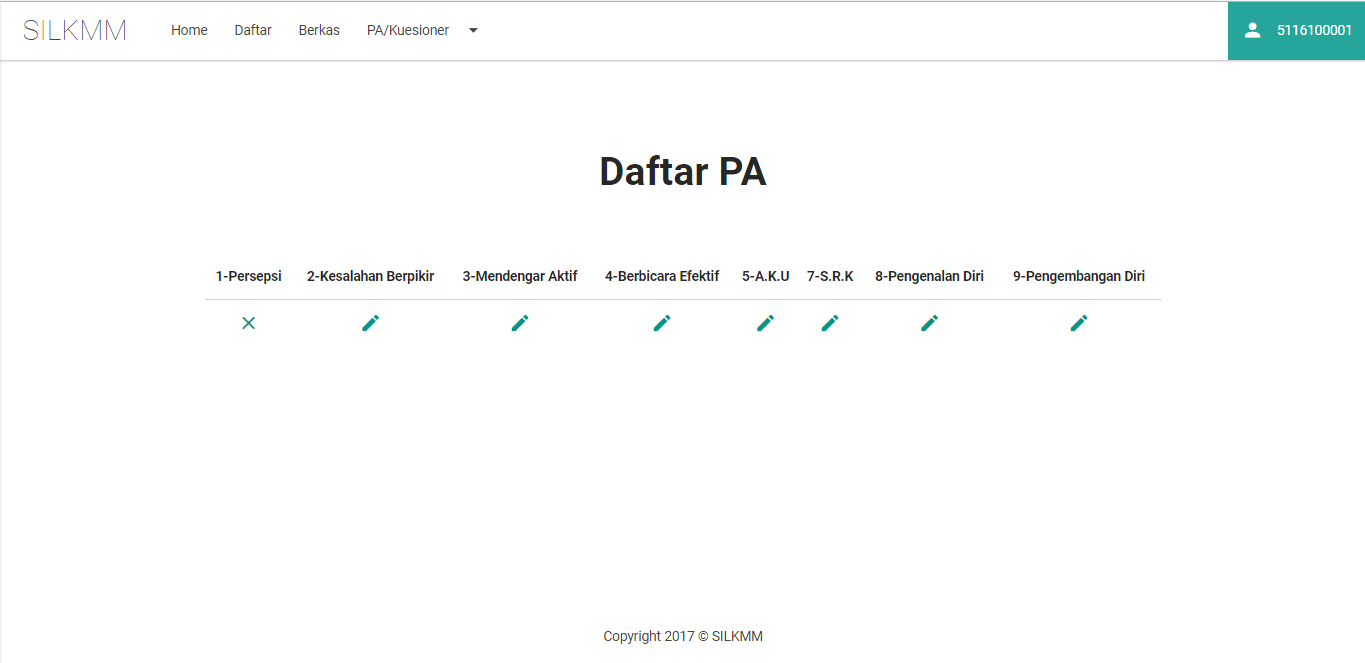 SILKMM Home Daftar Berkas PA/Kuesioner 5116100001
Daftar PA
1-Persepsi 2-Kesalahan Berpikir 3-Mendengar Aktif 4-Berbicara Efektif 5-A.K.U 7-S.R.K 8-Pengenalan Diri 9-Pengembangan Diri
Copyright 2017 © SILKMM